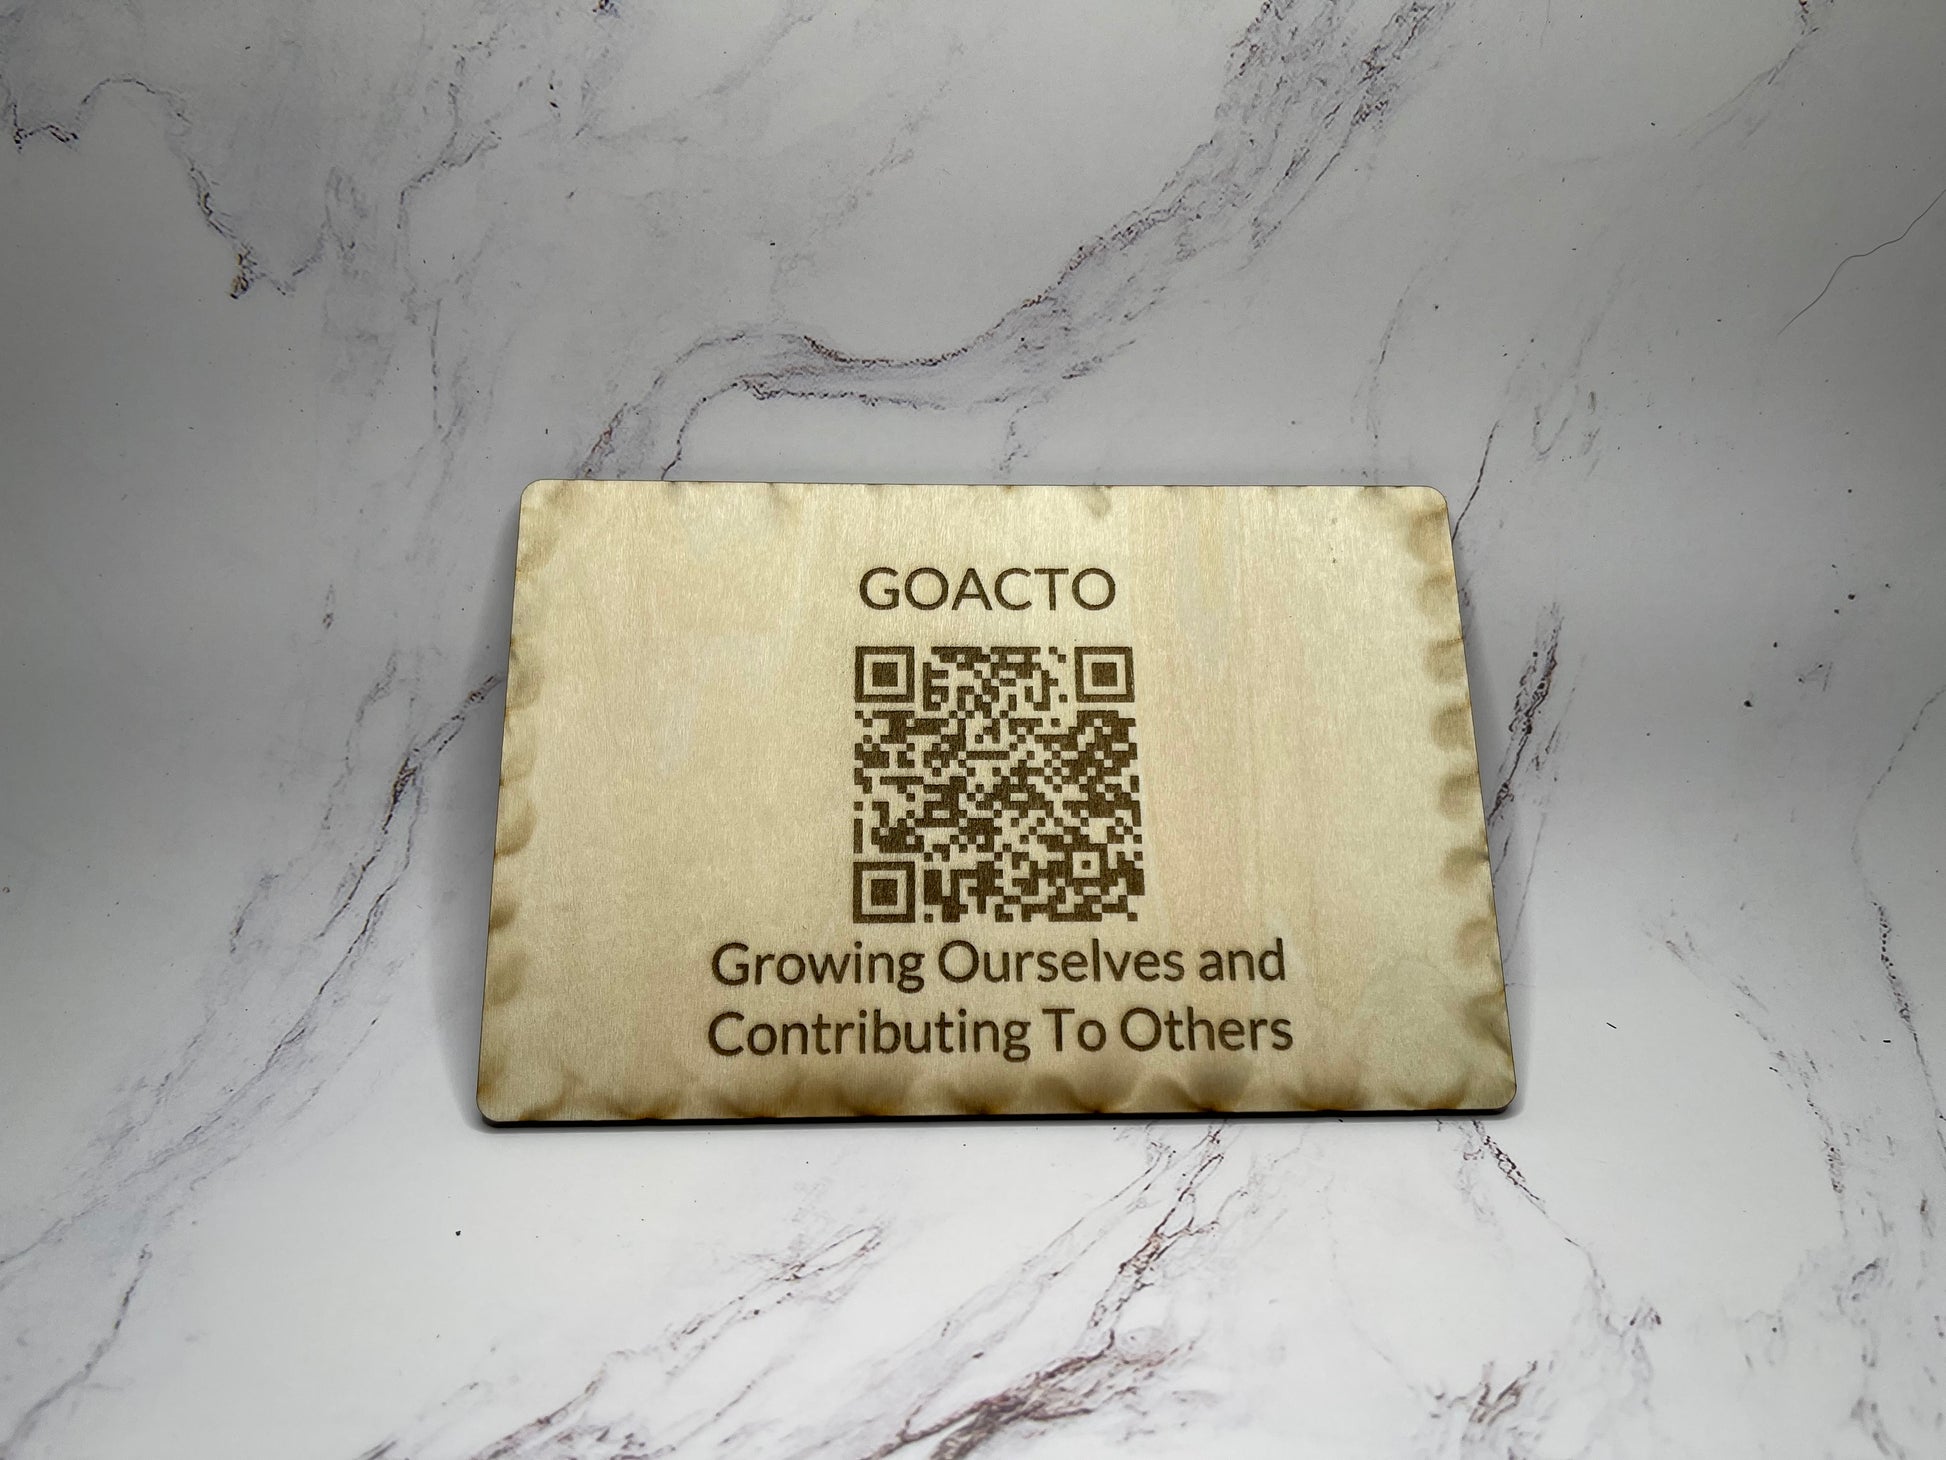 GOACTO
Growing Ourselves and
Contributing To Others